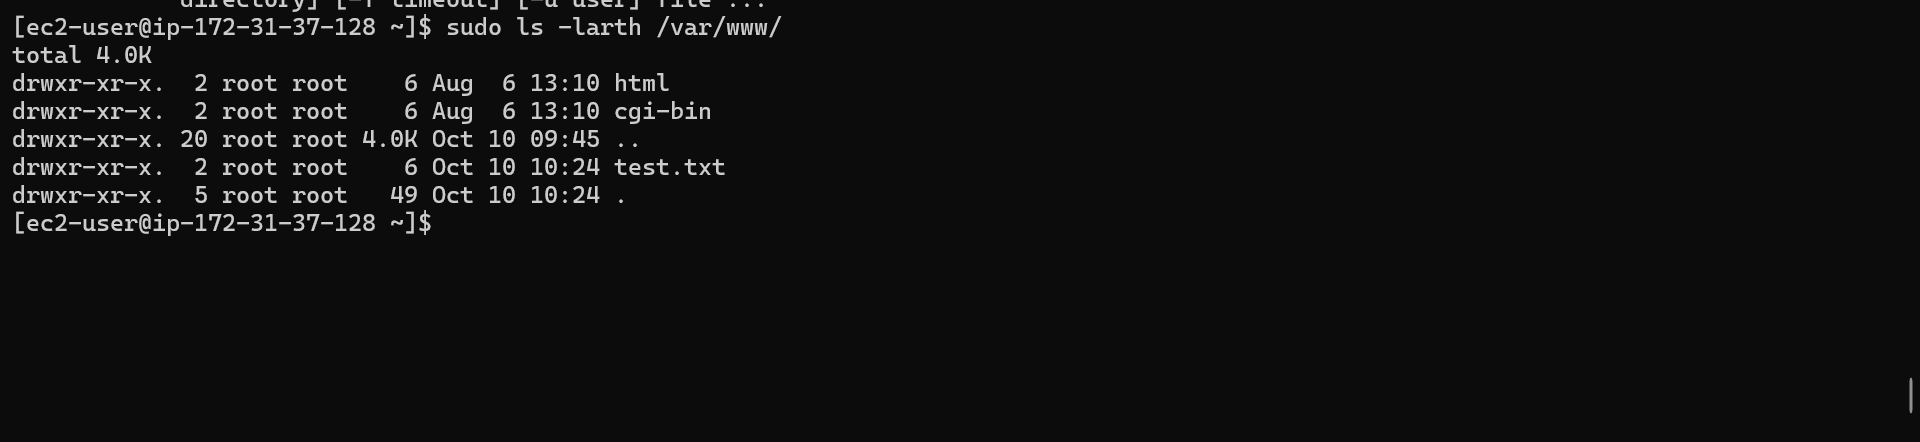 directory] [-T timeout] [-u user] file ...
[ec2-user@ip-172-31-37-128 ~]$ sudo ls -larth /var/www/
total 4.0K
drwxr-xr-x.  2 root root    6 Aug  6 13:10 html
drwxr-xr-x.  2 root root    6 Aug  6 13:10 cgi-bin
drwxr-xr-x. 20 root root 4.0K Oct 10 09:45 ..
drwxr-xr-x.  2 root root    6 Oct 10 10:24 test.txt
drwxr-xr-x.  5 root root   49 Oct 10 10:24 .
[ec2-user@ip-172-31-37-128 ~]$